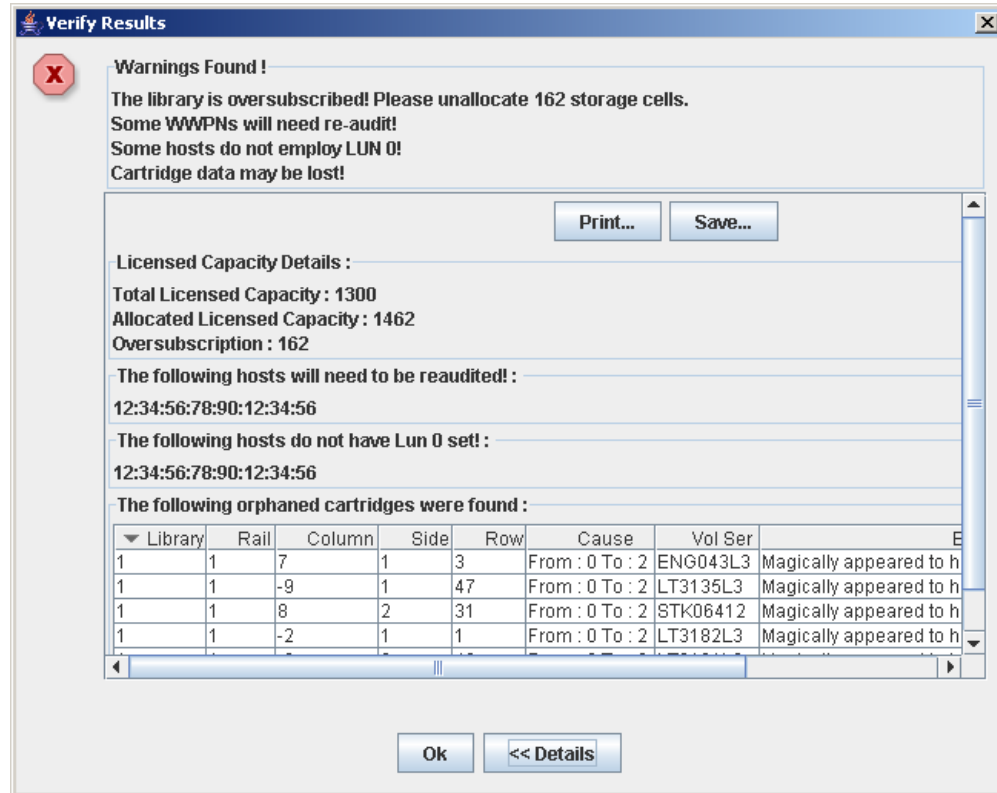 Verify Results
Warnings Found !
The library is oversubscribed! Please unallocate 162 storage cells.
Some WWPNs will need re-audit!
Some hosts do not employ LUN 0!
Cartridge data may be lost!
Print... Save...
Licensed Capacity Details :
Total Licensed Capacity : 1300
Allocated Licensed Capacity : 1462
Oversubscription : 162
The following hosts will need to be reaudited! :
12:34:56:78:90:12:34:56
The following hosts do not have Lun 0 set! :
12:34:56:78:90:12:34:56
The following orphaned cartridges were found :
Library Rail Column Side Row Cause Vol Ser E
1 1 7 1 3 From : 0 To : 2 ENG043L3 Magically appeared to h
1 1 -9 1 47 From : 0 To : 2 LT3135L3 Magically appeared to h
1 1 8 2 31 From : 0 To : 2 STK06412 Magically appeared to h
1 1 -2 1 1 From : 0 To : 2 LT3182L3 Magically appeared to h
Ok << Details